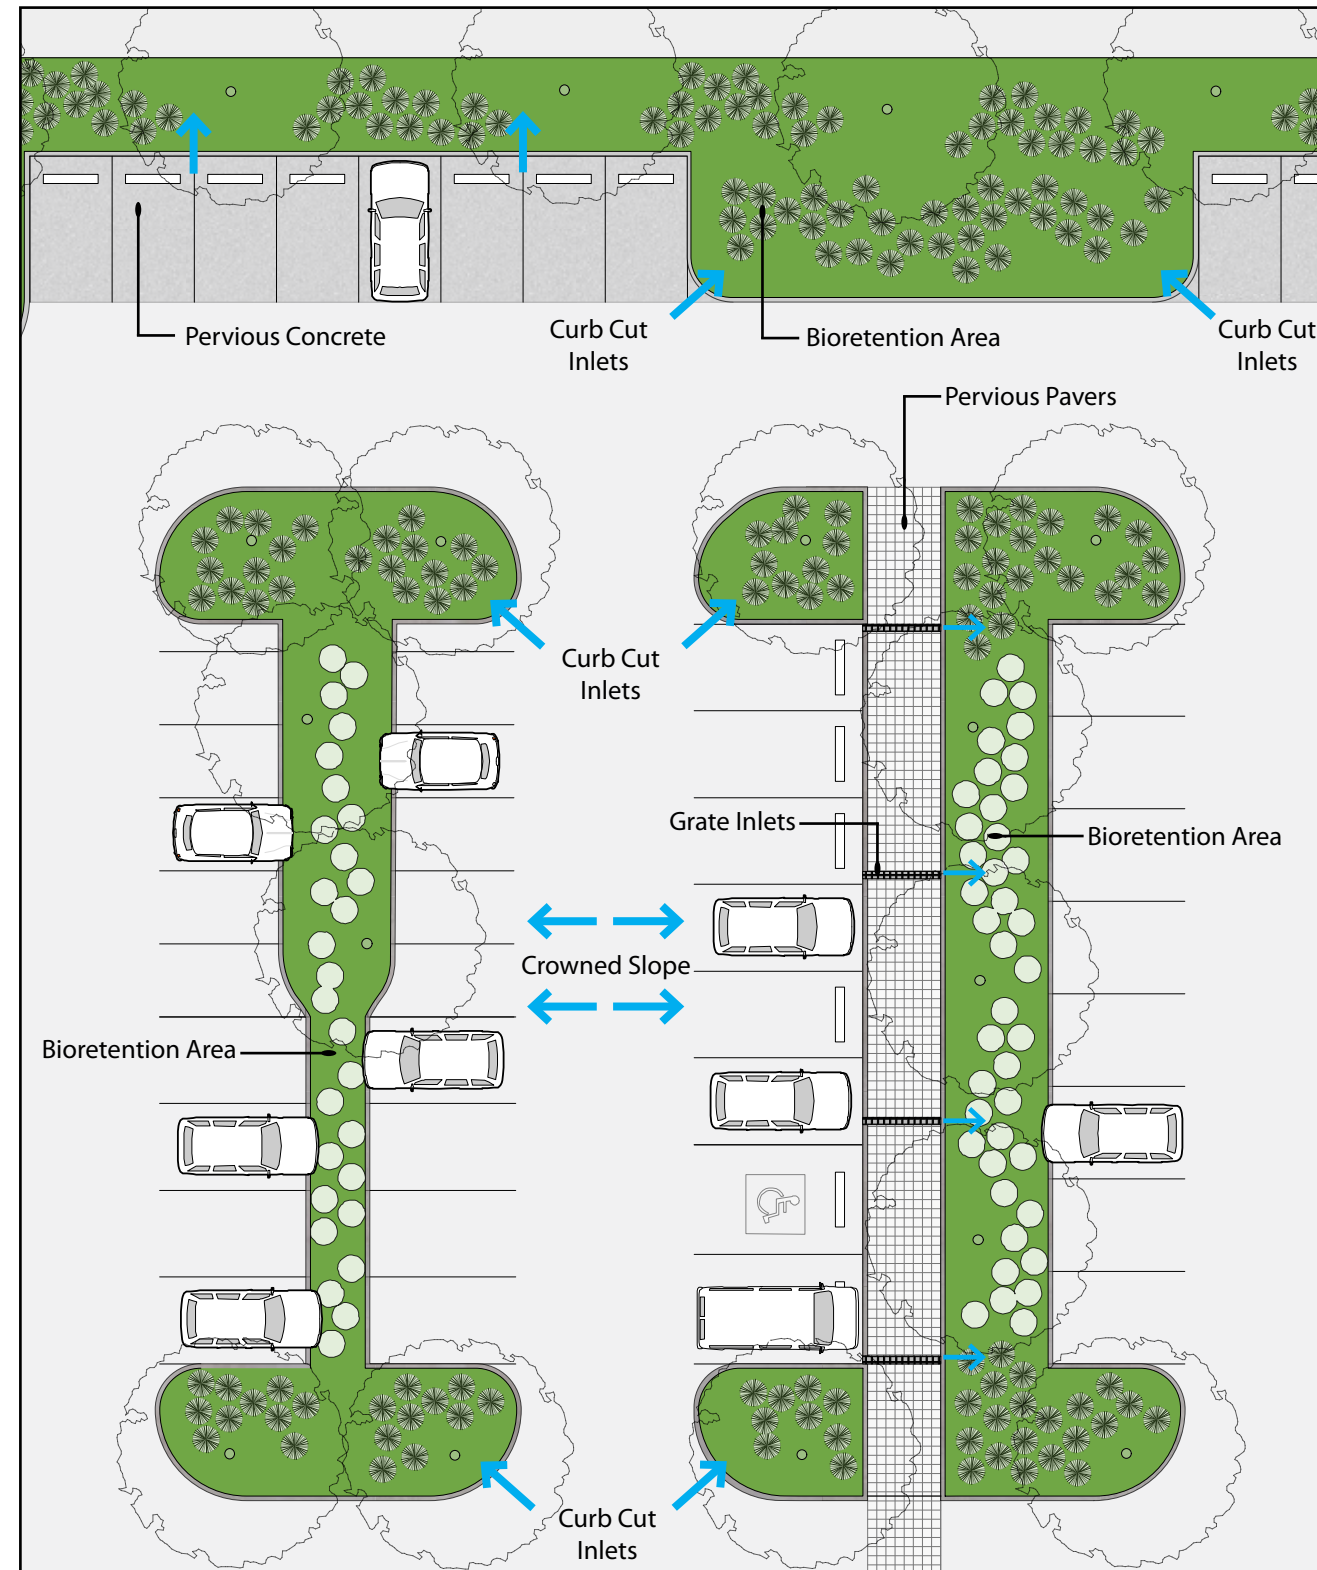 Pervious Concrete
Curb Cut
Inlets
Bioretention Area
Curb Cut
Inlets
Pervious Pavers
Curb Cut
Inlets
Grate Inlets
Bioretention Area
Crowned Slope
Bioretention Area
Curb Cut
Inlets